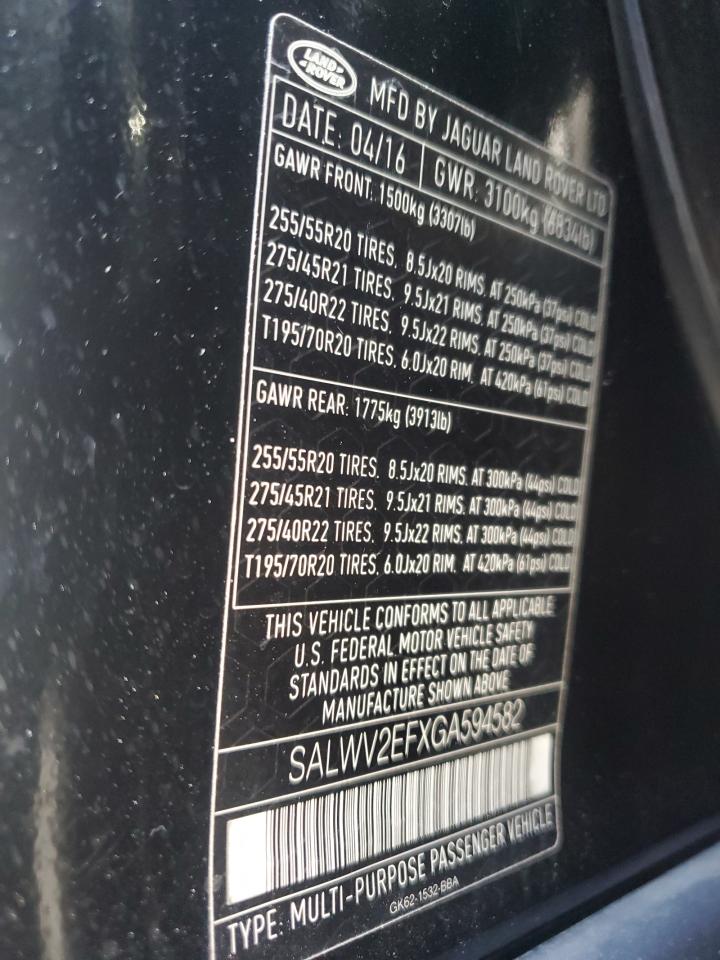 LAND
ROVER
MFD BY JAGUAR LAND ROVER LTD
DATE: 04/16 GWR: 3100kg (6834lb)
GAWR FRONT: 1500kg (3307lb)
255/55R20 TIRES, 8.5Jx20 RIMS, AT 250kPa (37psi) COLD
275/45R21 TIRES, 9.5Jx21 RIMS, AT 250kPa (37psi) COLD
275/40R22 TIRES, 9.5Jx22 RIMS, AT 250kPa (37psi) COLD
T195/70R20 TIRES, 6.0Jx20 RIM, AT 420kPa (61psi) COLD
GAWR REAR: 1775kg (3913lb)
255/55R20 TIRES, 8.5Jx20 RIMS, AT 300kPa (44psi) COLD
275/45R21 TIRES, 9.5Jx21 RIMS, AT 300kPa (44psi) COLD
275/40R22 TIRES, 9.5Jx22 RIMS, AT 300kPa (44psi) COLD
T195/70R20 TIRES, 6.0Jx20 RIM, AT 420kPa (61psi) COLD
THIS VEHICLE CONFORMS TO ALL APPLICABLE
U.S. FEDERAL MOTOR VEHICLE SAFETY
STANDARDS IN EFFECT ON THE DATE OF
MANUFACTURE SHOWN ABOVE
SALWV2EFXGA594582
TYPE: MULTI-PURPOSE PASSENGER VEHICLE
GK62-1532-BBA